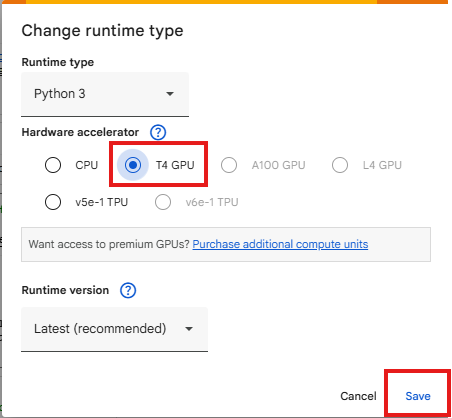 Change runtime type
Runtime type
Python 3
Hardware accelerator ?
CPU T4 GPU A100 GPU L4 GPU
v5e-1 TPU v6e-1 TPU
Want access to premium GPUs? Purchase additional compute units
Runtime version ?
Latest (recommended)
Cancel Save